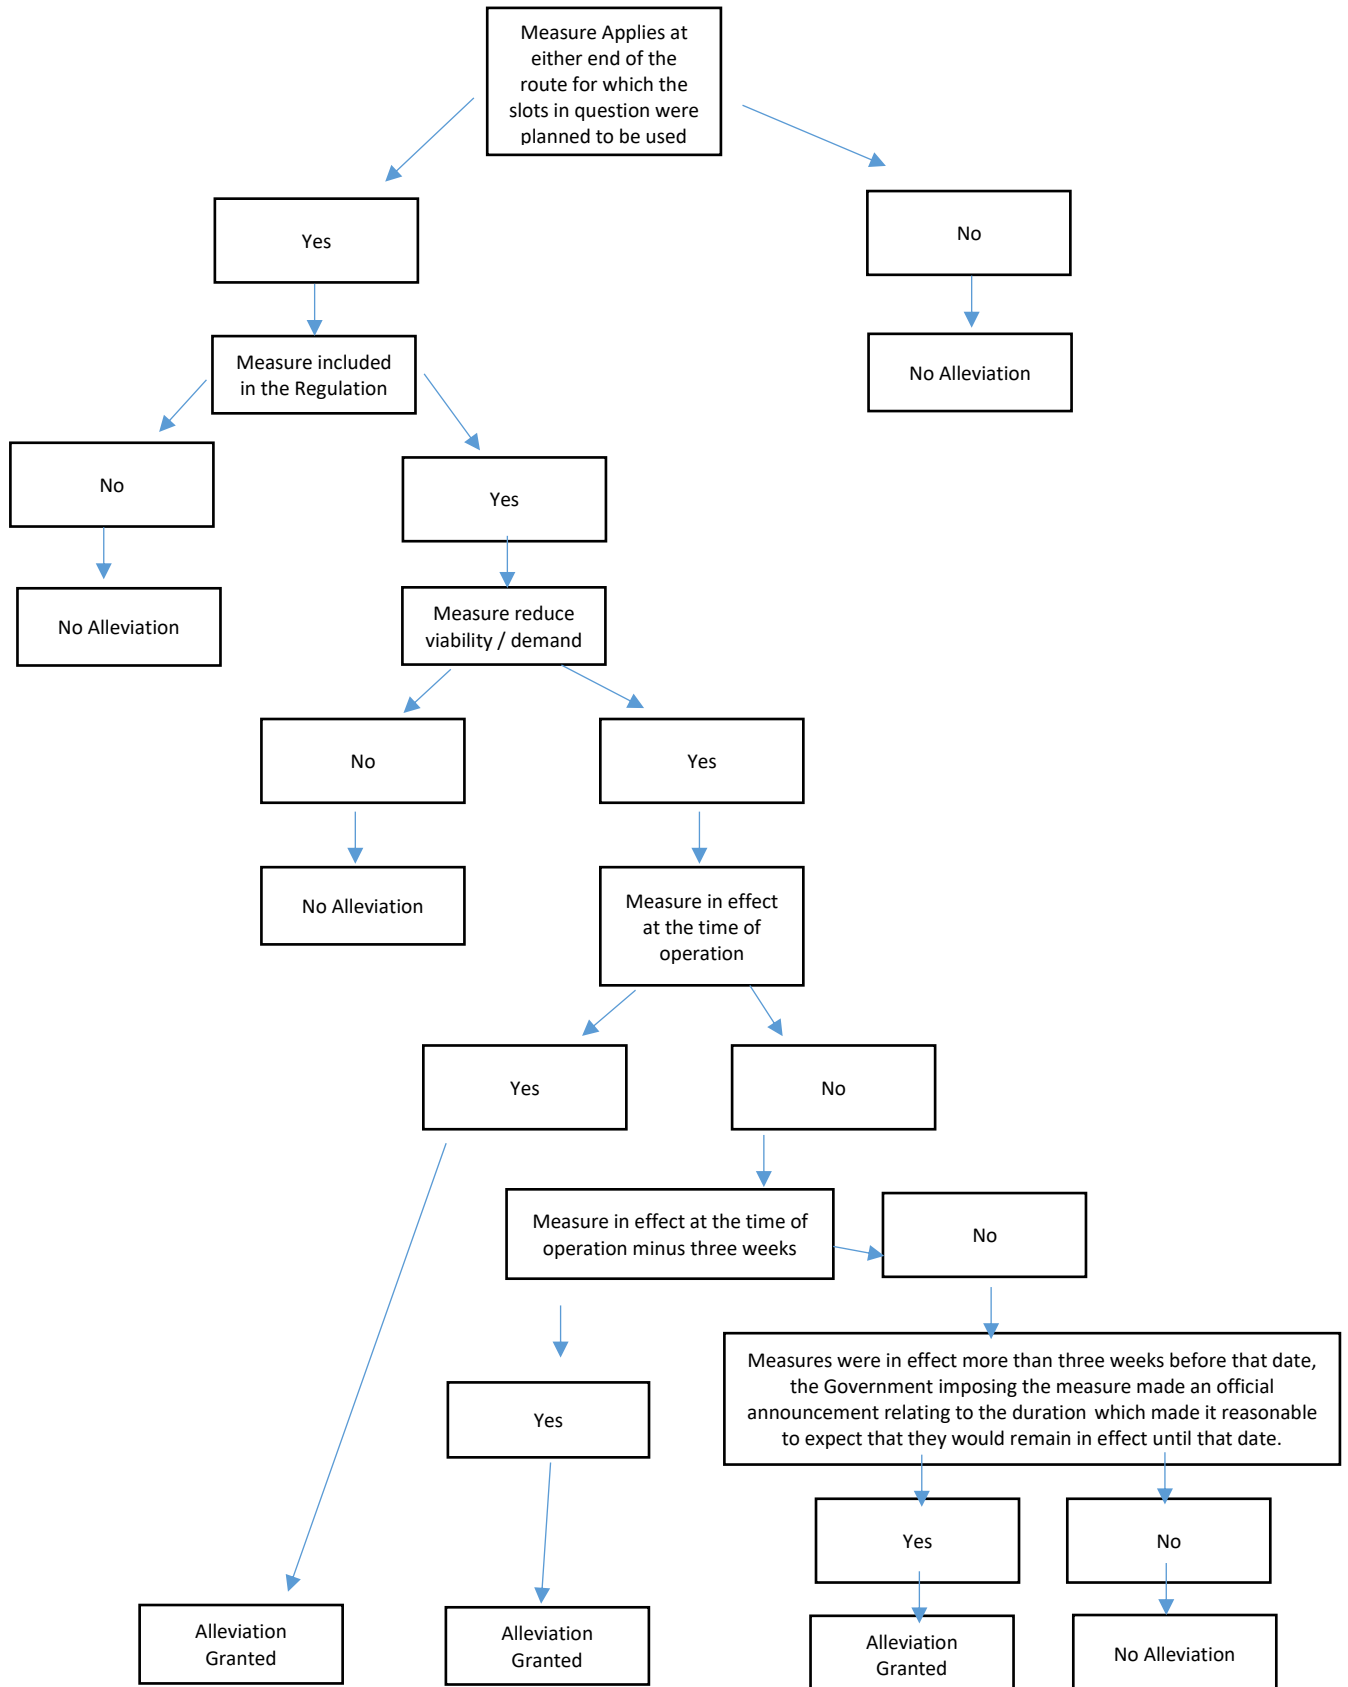 Measure Applies at
either end of the
route for which the
slots in question were
planned to be used
Yes
No
Measure included
in the Regulation
No Alleviation
No
Yes
No Alleviation
Measure reduce
viability / demand
No
Yes
No Alleviation
Measure in effect
at the time of
operation
Yes
No
Measure in effect at the time of
operation minus three weeks
No
Measures were in effect more than three weeks before that date,
the Government imposing the measure made an official
announcement relating to the duration which made it reasonable
to expect that they would remain in effect until that date.
Yes
Yes
No
Alleviation
Granted
Alleviation
Granted
Alleviation
Granted
No Alleviation